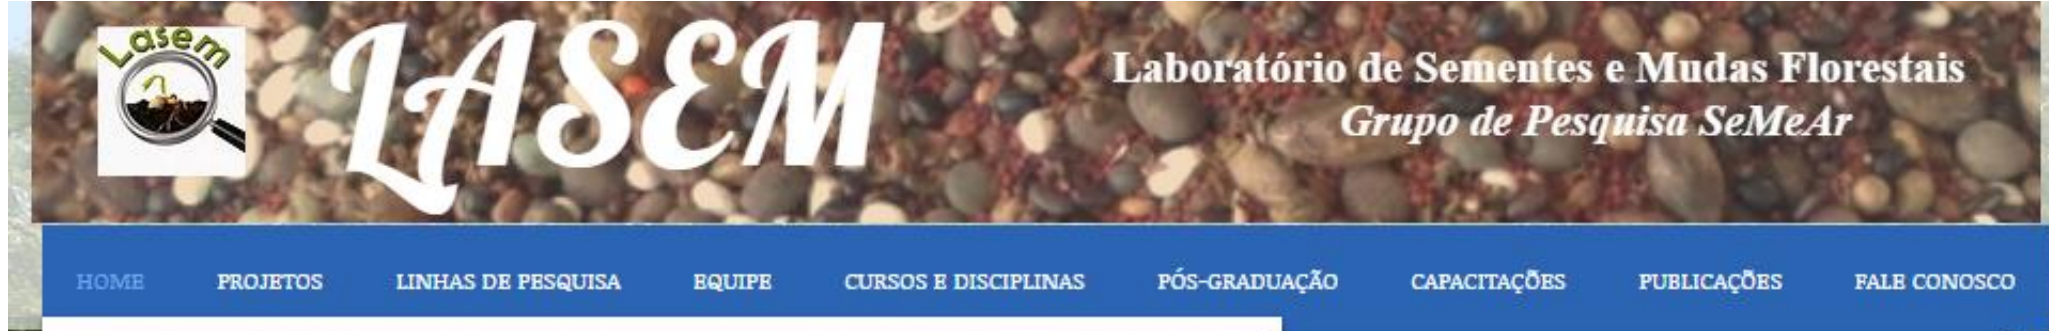 Lasem
LASEM
Laboratório de Sementes e Mudas Florestais
Grupo de Pesquisa SeMeAr
HOME PROJETOS LINHAS DE PESQUISA EQUIPE CURSOS E DISCIPLINAS PÓS-GRADUAÇÃO CAPACITAÇÕES PUBLICAÇÕES FALE CONOSCO